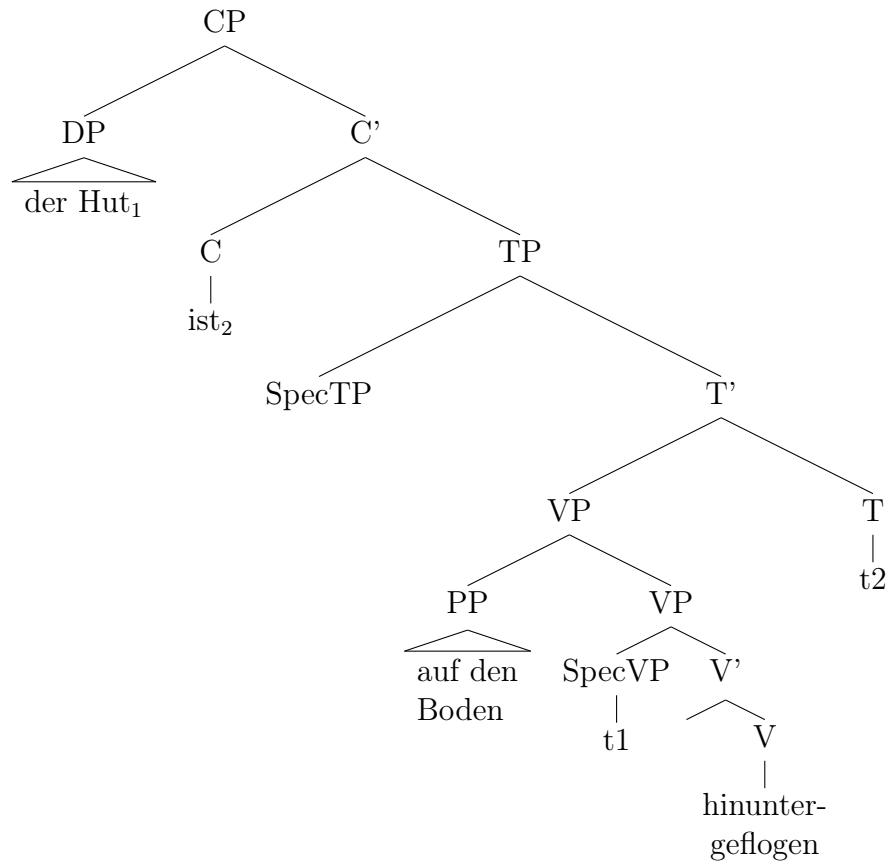 CP
DP C'
der Hut₁
C TP
ist₂
SpecTP T'
VP T
t2
PP VP
auf den SpecVP V'
Boden
t1 V
hinunter-
geflogen